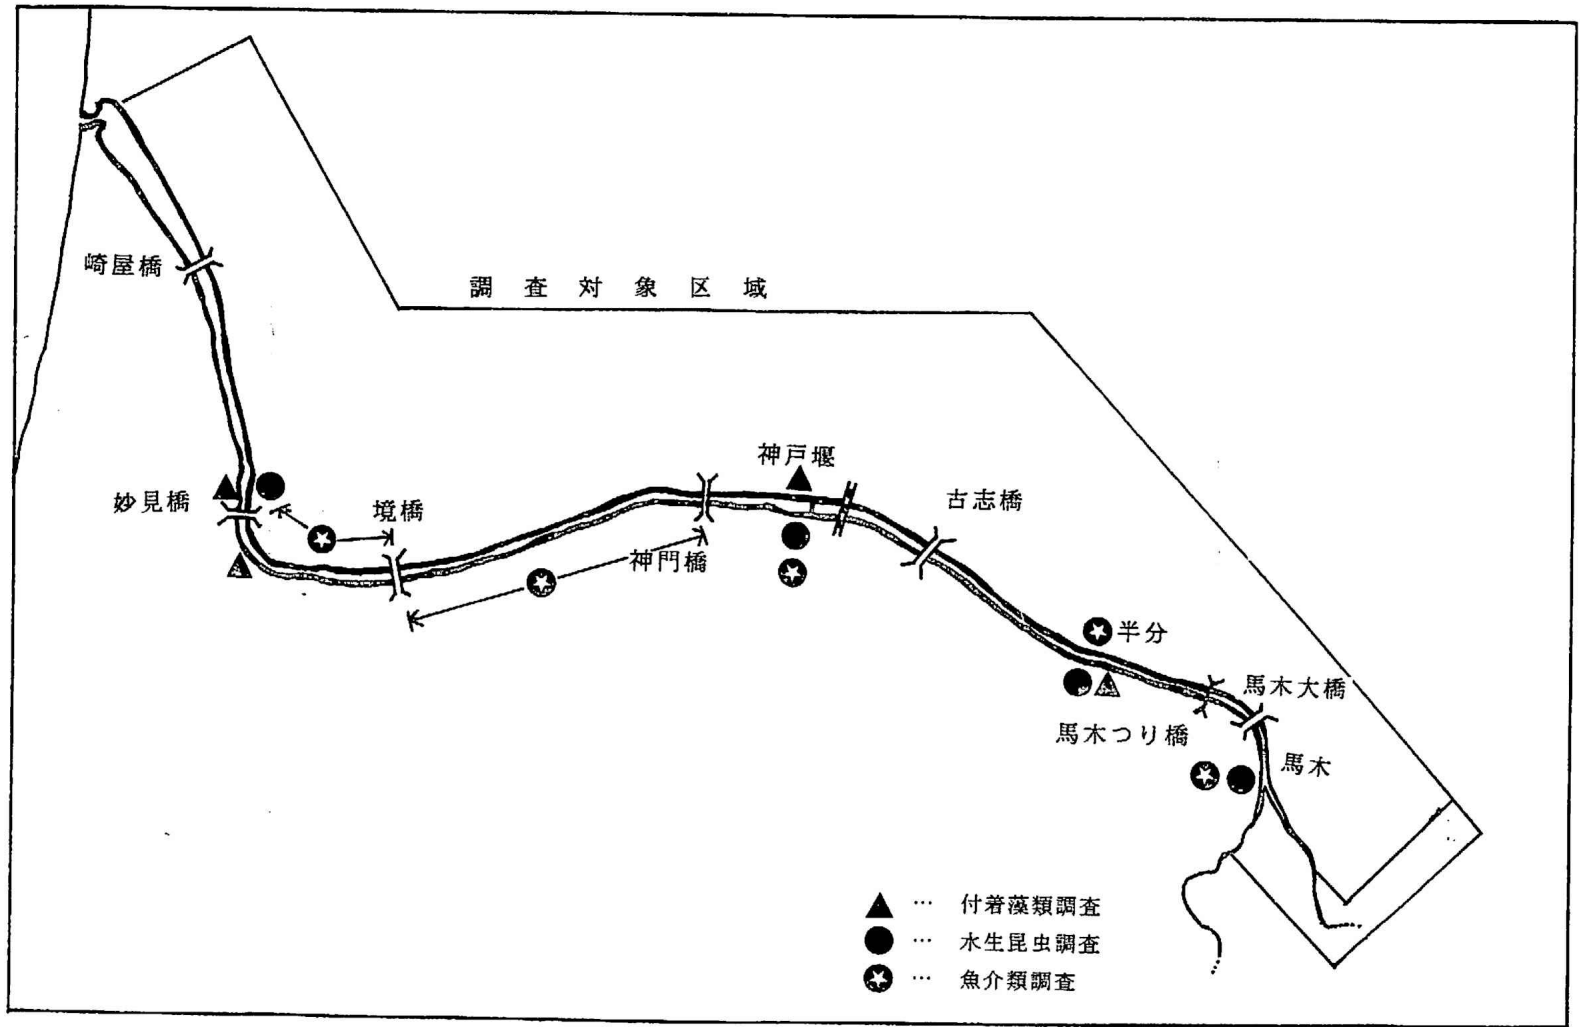 崎屋橋
調査対象区域
神戸堰
妙見橋
境橋
古志橋
神門橋
半分
馬木大橋
馬木つり橋
馬木
… 付着藻類調査
… 水生昆虫調査
… 魚介類調査